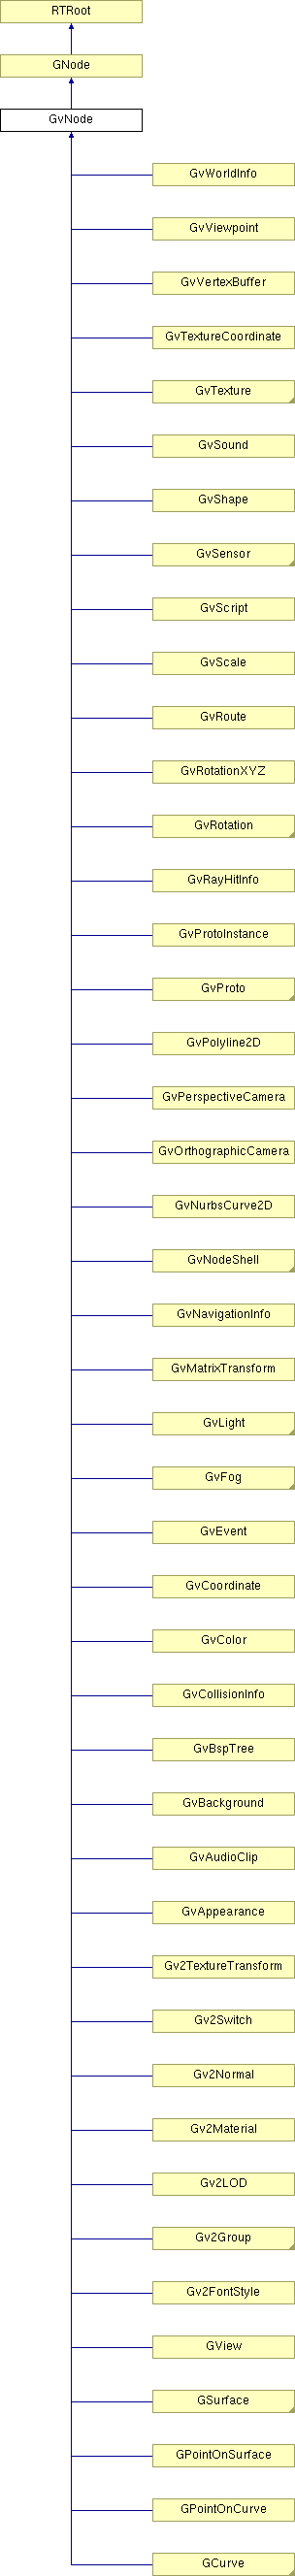 RTRoot
GNode
GvNode
GvWorldInfo
GvViewpoint
GvVertexBuffer
GvTextureCoordinate
GvTexture
GvSound
GvShape
GvSensor
GvScript
GvScale
GvRoute
GvRotationXYZ
GvRotation
GvRayHitInfo
GvProtoInstance
GvProto
GvPolyline2D
GvPerspectiveCamera
GvOrthographicCamera
GvNurbsCurve2D
GvNodeShell
GvNavigationInfo
GvMatrixTransform
GvLight
GvFog
GvEvent
GvCoordinate
GvColor
GvCollisionInfo
GvBspTree
GvBackground
GvAudioClip
GvAppearance
Gv2TextureTransform
Gv2Switch
Gv2Normal
Gv2Material
Gv2LOD
Gv2Group
Gv2FontStyle
GView
GSurface
GPointOnSurface
GPointOnCurve
GCurve